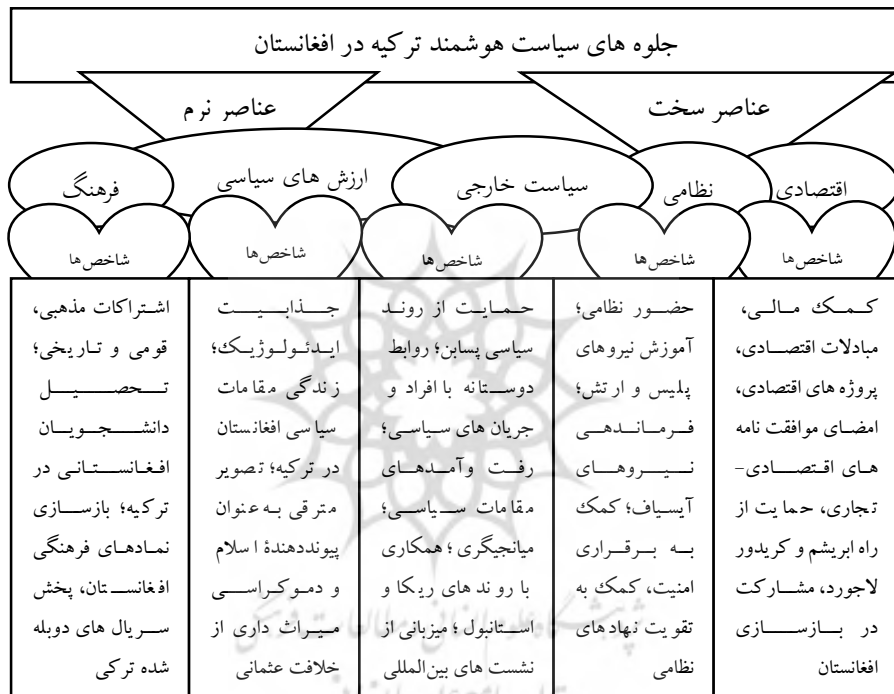 جلوه های سیاست هوشمند ترکیه در افغانستان
عناصر سخت
عناصر نرم
اقتصادی
نظامی
سیاست خارجی
ارزش های سیاسی
فرهنگ
شاخص‌ها
شاخص‌ها
شاخص‌ها
شاخص‌ها
شاخص‌ها
کمک مالی،
مبادلات اقتصادی،
پروژه های اقتصادی،
امضای موافقت نامه
های اقتصادی-
تجاری، حمایت از
راه ابریشم و کریدور
لاجورد، مشارکت
در بازسازی
افغانستان
حضور نظامی؛
آموزش نیروهای
پلیس و ارتش؛
فرماندهی
نیروهای
آیسیاف؛ کمک
به برقراری
امنیت، کمک به
تقویت نهادهای
نظامی
حمایت از روند
سیاسی پسابن؛ روابط
دوستانه با افراد و
جریان های سیاسی؛
رفت وآمدهای
مقامات سیاسی؛
میانجیگری؛ همکاری
با روند های ریکا و
استانبول؛ میزبانی از
نشست های بین‌المللی
جذابیت
ایدئولوژیک؛
زندگی مقامات
سیاسی افغانستان
در ترکیه؛ تصویر
مترقی به عنوان
پیونددهندۀ اسلام
و دموکراسی
میراث داری از
خلافت عثمانی
اشتراکات مذهبی،
قومی و تاریخی؛
تحصیل
دانشجویان
افغانستانی در
ترکیه؛ بازسازی
نمادهای فرهنگی
افغانستان، پخش
سریال های دوبله
شده ترکی
پژوهشگاه علوم انسانی و مطالعات فرهنگی